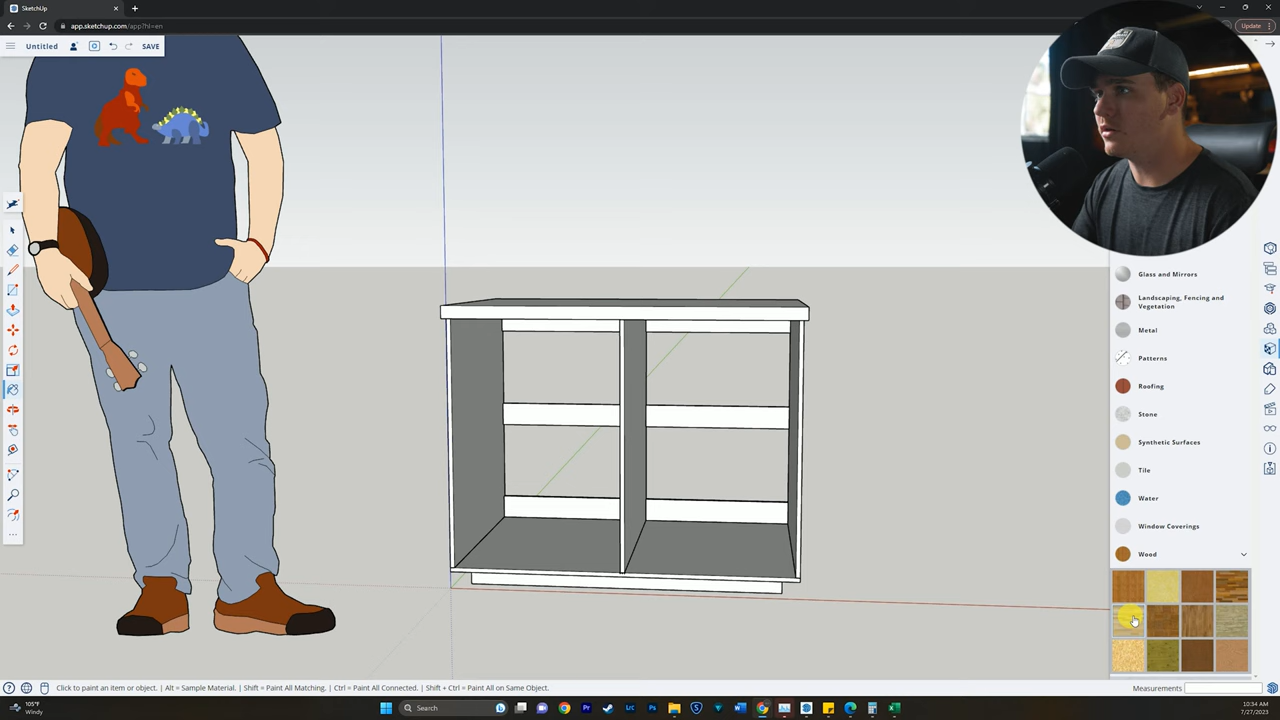 SketchUp
app.sketchup.com/app?hl=en
Update
Untitled
SAVE
Glass and Mirrors
Landscaping, Fencing and
Vegetation
Metal
Patterns
Roofing
Stone
Synthetic Surfaces
Tile
Water
Window Coverings
Wood
Click to paint an item or object. | Alt = Sample Material. | Shift = Paint All Matching. | Ctrl = Paint All Connected. | Shift + Ctrl = Paint All on Same Object.
Measurements
105°F
Windy
Search
10:34 AM
7/27/2023